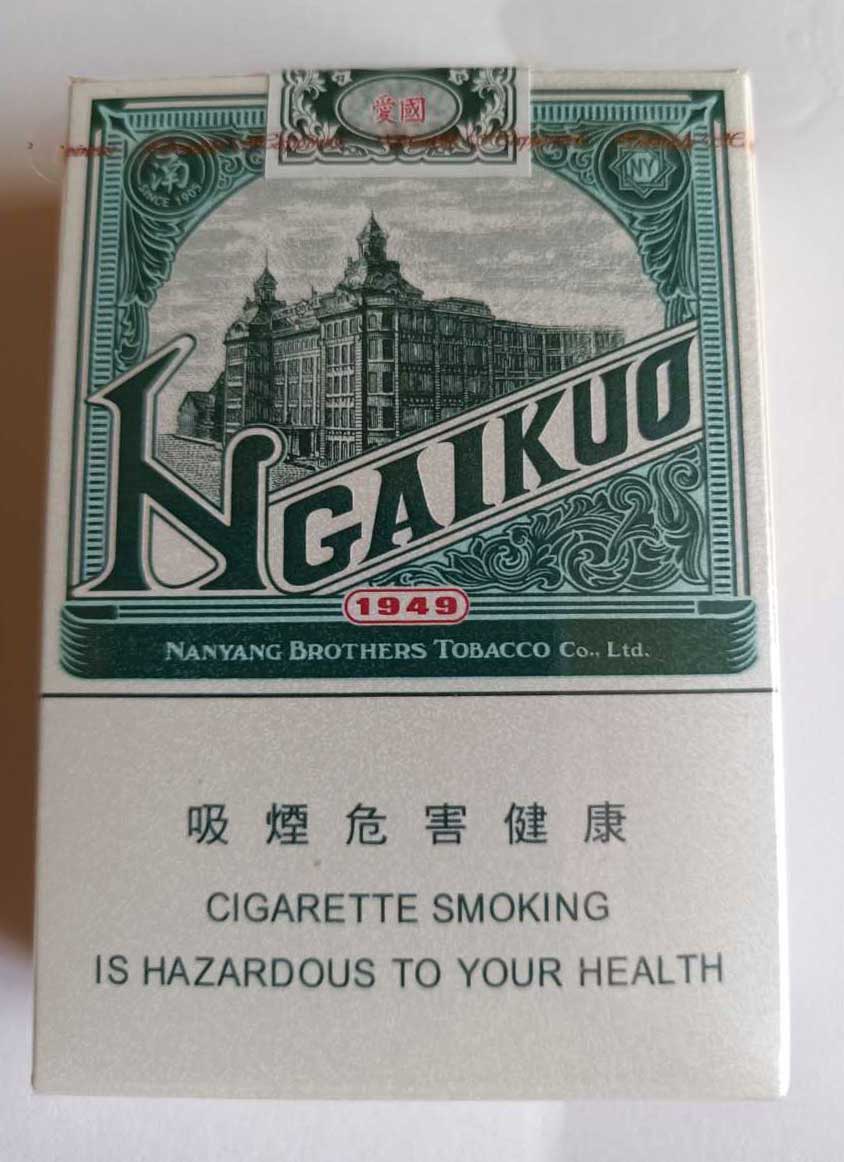 愛國
南
SINCE 1905
NY
NGAIKUO
1949
NANYANG BROTHERS TOBACCO Co., Ltd.
吸煙危害健康
CIGARETTE SMOKING
IS HAZARDOUS TO YOUR HEALTH